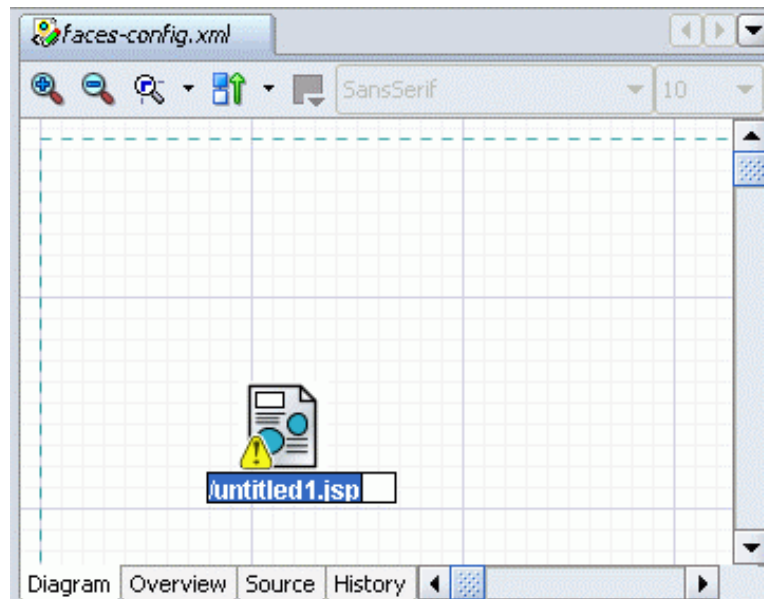 faces-config.xml
SansSerif 10
/untitled1.jsp
Diagram Overview Source History